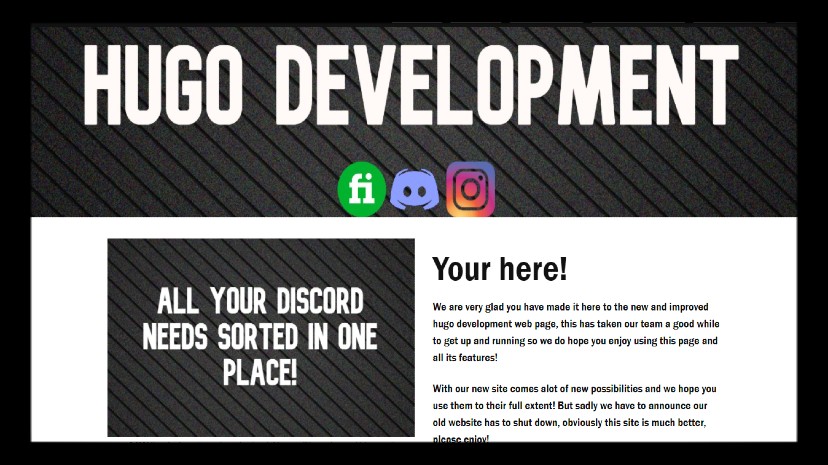 HUGO DEVELOPMENT
fi
ALL YOUR DISCORD
NEEDS SORTED IN ONE
PLACE!
Your here!
We are very glad you have made it here to the new and improved
hugo development web page, this has taken our team a good while
to get up and running so we do hope you enjoy using this page and
all its features!
With our new site comes alot of new possibilities and we hope you
use them to their full extent! But sadly we have to announce our
old website has to shut down, obviously this site is much better,
please enjoy!